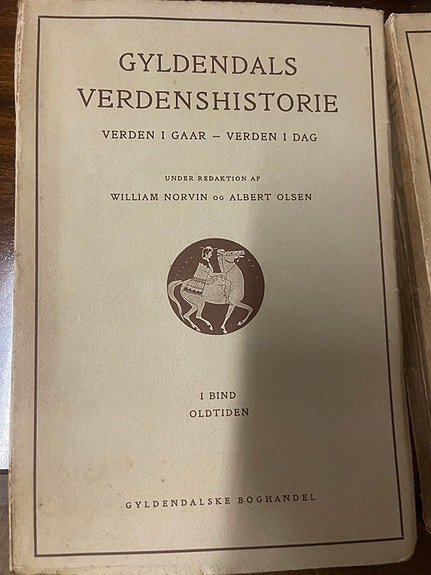 GYLDENDALS
VERDENSHISTORIE
VERDEN I GAAR – VERDEN I DAG
UNDER REDAKTION AF
WILLIAM NORVIN OG ALBERT OLSEN
I BIND
OLDTIDEN
GYLDENDALSKE BOGHANDEL